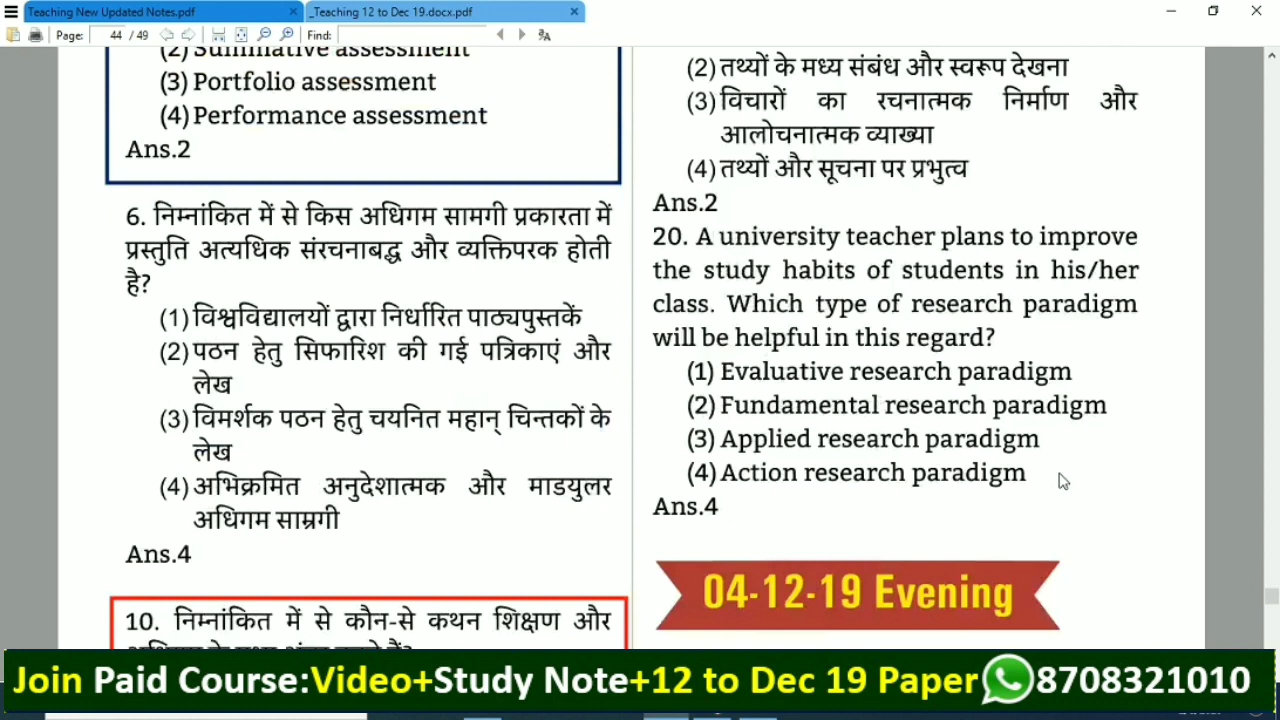 Teaching New Updated Notes.pdf
_Teaching 12 to Dec 19.docx.pdf
Page: 44 / 49 Find:
(2) Summative assessment
(3) Portfolio assessment
(4) Performance assessment
Ans.2
6. निम्नांकित में से किस अधिगम सामगी प्रकारता में
प्रस्तुति अत्यधिक संरचनाबद्ध और व्यक्तिपरक होती
है?
(1) विश्वविद्यालयों द्वारा निर्धारित पाठ्यपुस्तकें
(2) पठन हेतु सिफारिश की गई पत्रिकाएं और
लेख
(3) विमर्शक पठन हेतु चयनित महान् चिन्तकों के
लेख
(4) अभिक्रमित अनुदेशात्मक और माडयुलर
अधिगम साम्रगी
Ans.4
10. निम्नांकित में से कौन-से कथन शिक्षण और
(2) तथ्यों के मध्य संबंध और स्वरूप देखना
(3) विचारों का रचनात्मक निर्माण और
आलोचनात्मक व्याख्या
(4) तथ्यों और सूचना पर प्रभुत्व
Ans.2
20. A university teacher plans to improve
the study habits of students in his/her
class. Which type of research paradigm
will be helpful in this regard?
(1) Evaluative research paradigm
(2) Fundamental research paradigm
(3) Applied research paradigm
(4) Action research paradigm
Ans.4
04-12-19 Evening
Join Paid Course:Video+Study Note+12 to Dec 19 Paper 8708321010